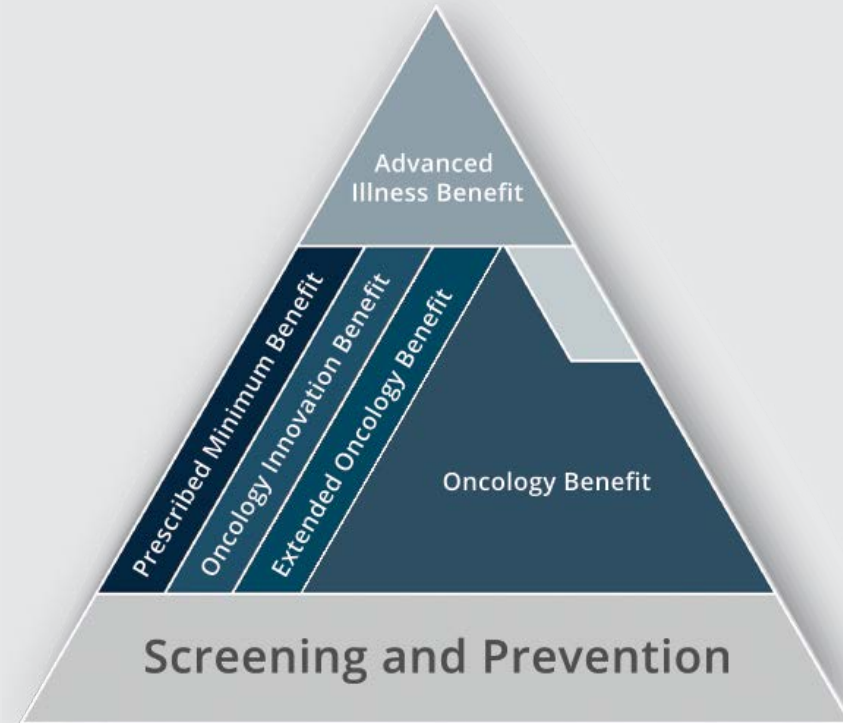 Advanced
Illness Benefit
Prescribed Minimum Benefit
Oncology Innovation Benefit
Extended Oncology Benefit
Oncology Benefit
Screening and Prevention